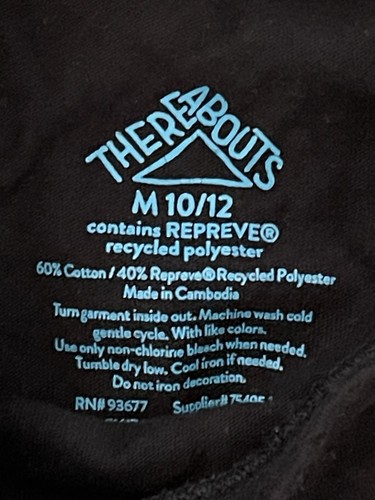 THEREABOUTS
M 10/12
contains REPREVE®
recycled polyester
60% Cotton / 40% Repreve® Recycled Polyester
Made in Cambodia
Turn garment inside out. Machine wash cold
gentle cycle. With like colors.
Use only non-chlorine bleach when needed.
Tumble dry low. Cool iron if needed.
Do not iron decoration.
RN# 93677 Supplier#